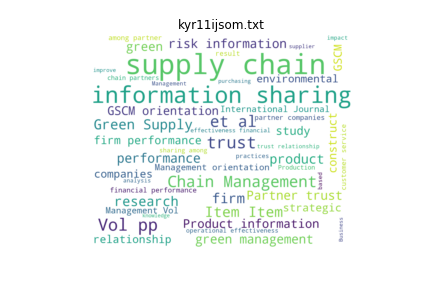 kyr11ijsom.txt
among partner
impact
green
risk information
supplier
result
supply chain
GSCM
improve
chain partners
environmental
Management
purchasing
information sharing
GSCM orientation
International Journal
Green Supply
et al
partner companies
effectiveness financial
study
firm performance
trust
construct
trust relationship
sharing among
performance
practices
product
companies
Management orientation
Production
customer service
analysis
Chain Management
based
financial performance
research
firm
Partner trust
Management Vol
Item Item
strategic
knowledge
Vol pp
Product information
Business
operational effectiveness
relationship
green management